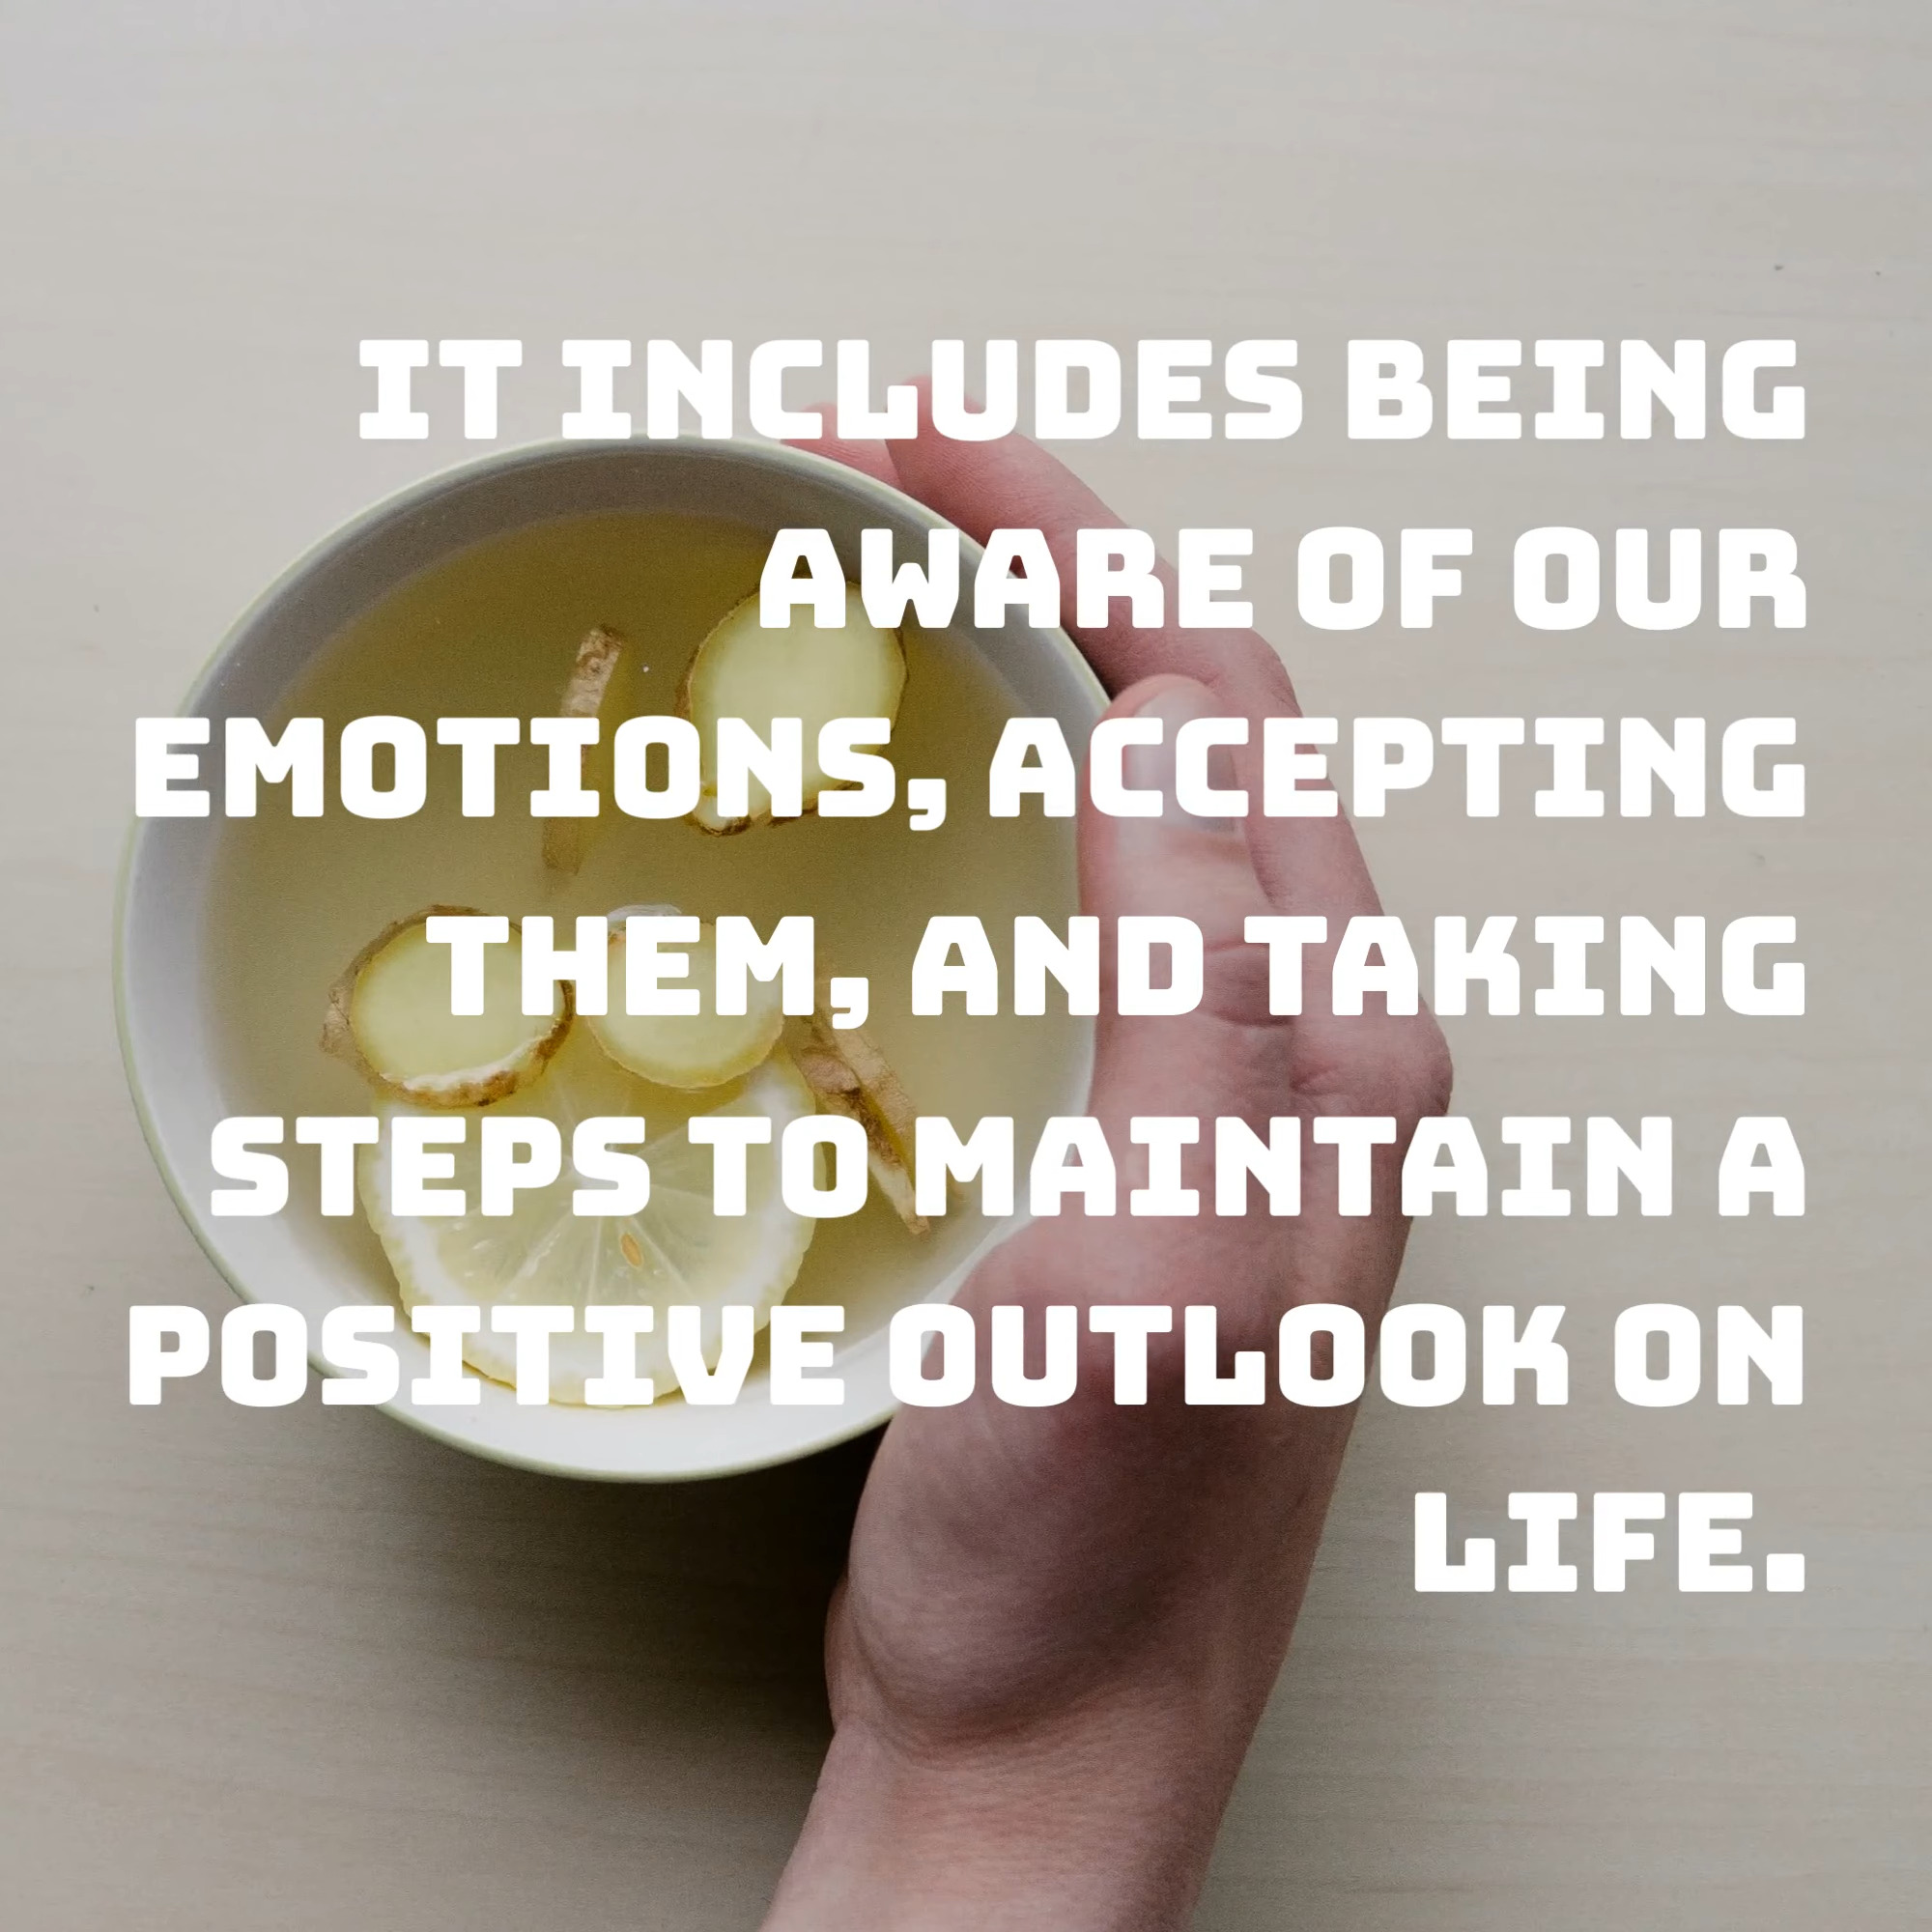 IT INCLUDES BEING
AWARE OF OUR
EMOTIONS, ACCEPTING
THEM, AND TAKING
STEPS TO MAINTAIN A
POSITIVE OUTLOOK ON
LIFE.